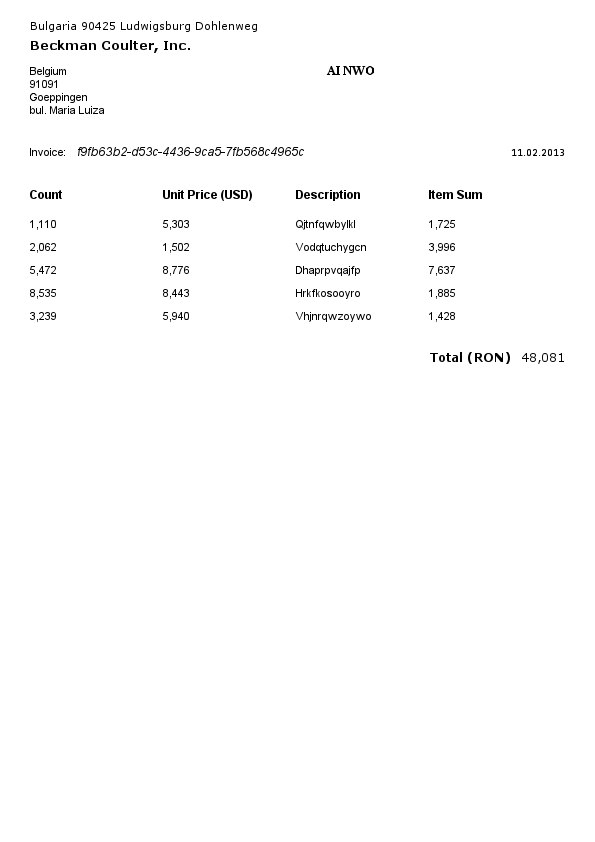 Bulgaria 90425 Ludwigsburg Dohlenweg
Beckman Coulter, Inc.
Belgium
91091
Goeppingen
bul. Maria Luiza
AI NWO
Invoice: f9fb63b2-d53c-4436-9ca5-7fb568c4965c 11.02.2013
Count Unit Price (USD) Description Item Sum
1,110 5,303 Qjtnfqwbylkl 1,725
2,062 1,502 Vodqtuchygcn 3,996
5,472 8,776 Dhaprpvqajfp 7,637
8,535 8,443 Hrkfkosooyro 1,885
3,239 5,940 Vhjnrqwzoywo 1,428
Total (RON) 48,081